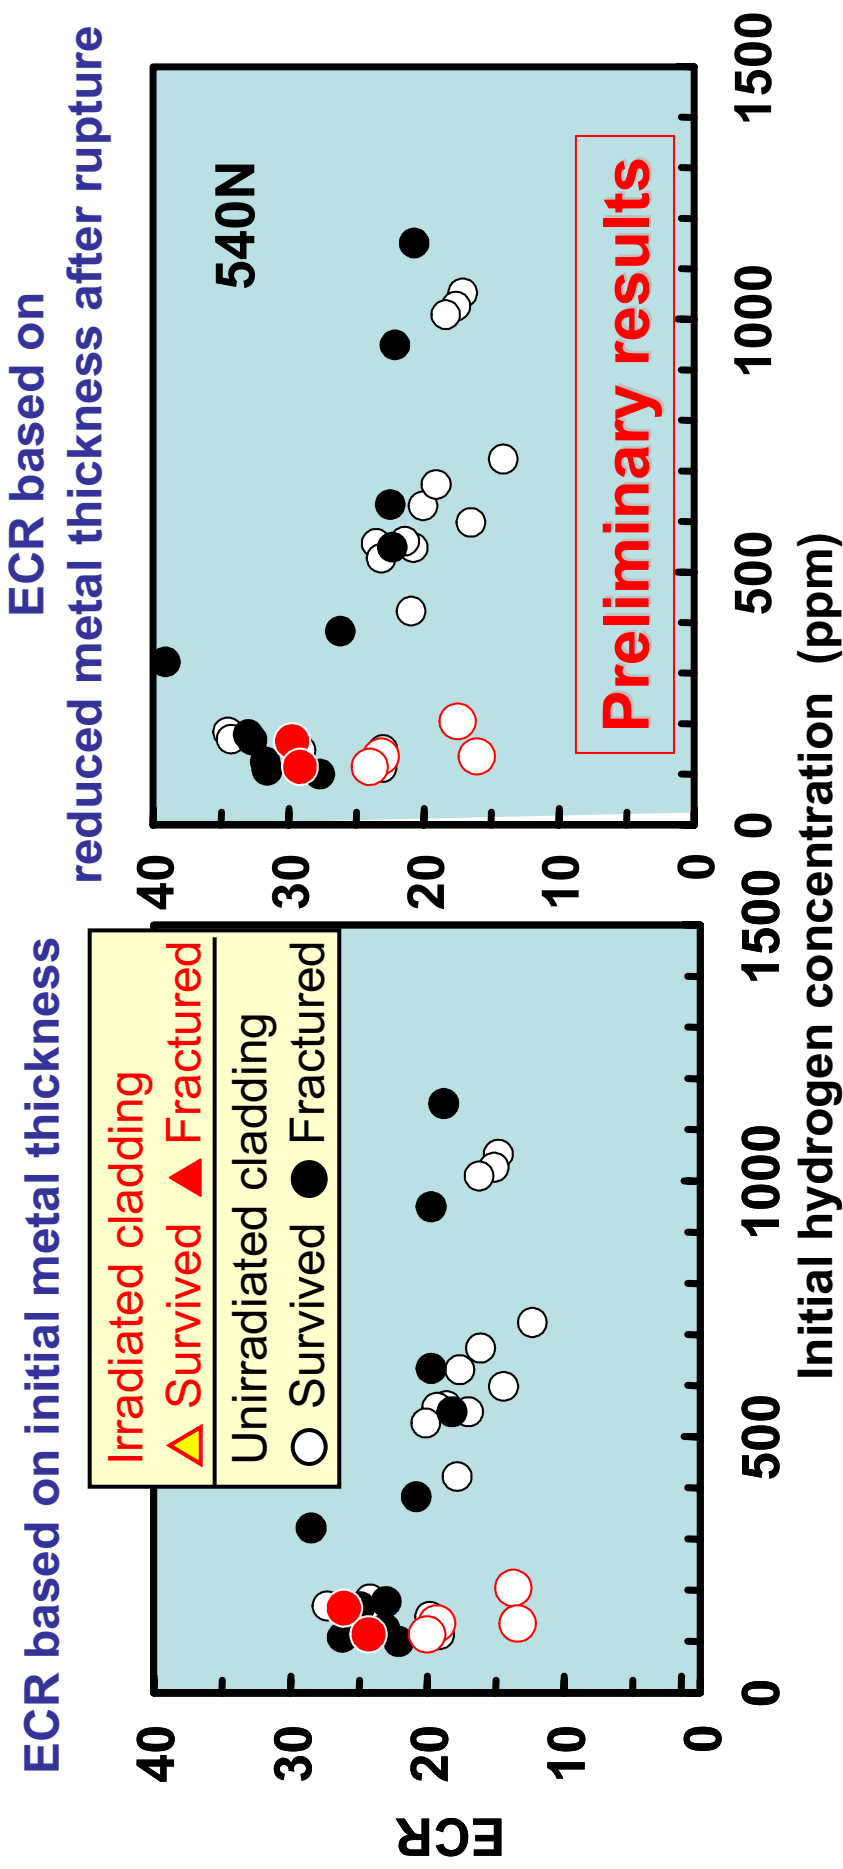 ECR based on initial metal thickness
ECR based on
reduced metal thickness after rupture
Irradiated cladding
Survived Fractured
Unirradiated cladding
Survived Fractured
540N
Preliminary results
ECR
40
30
20
10
0
0
500
1000
1500
40
30
20
10
0
0
500
1000
1500
Initial hydrogen concentration (ppm)